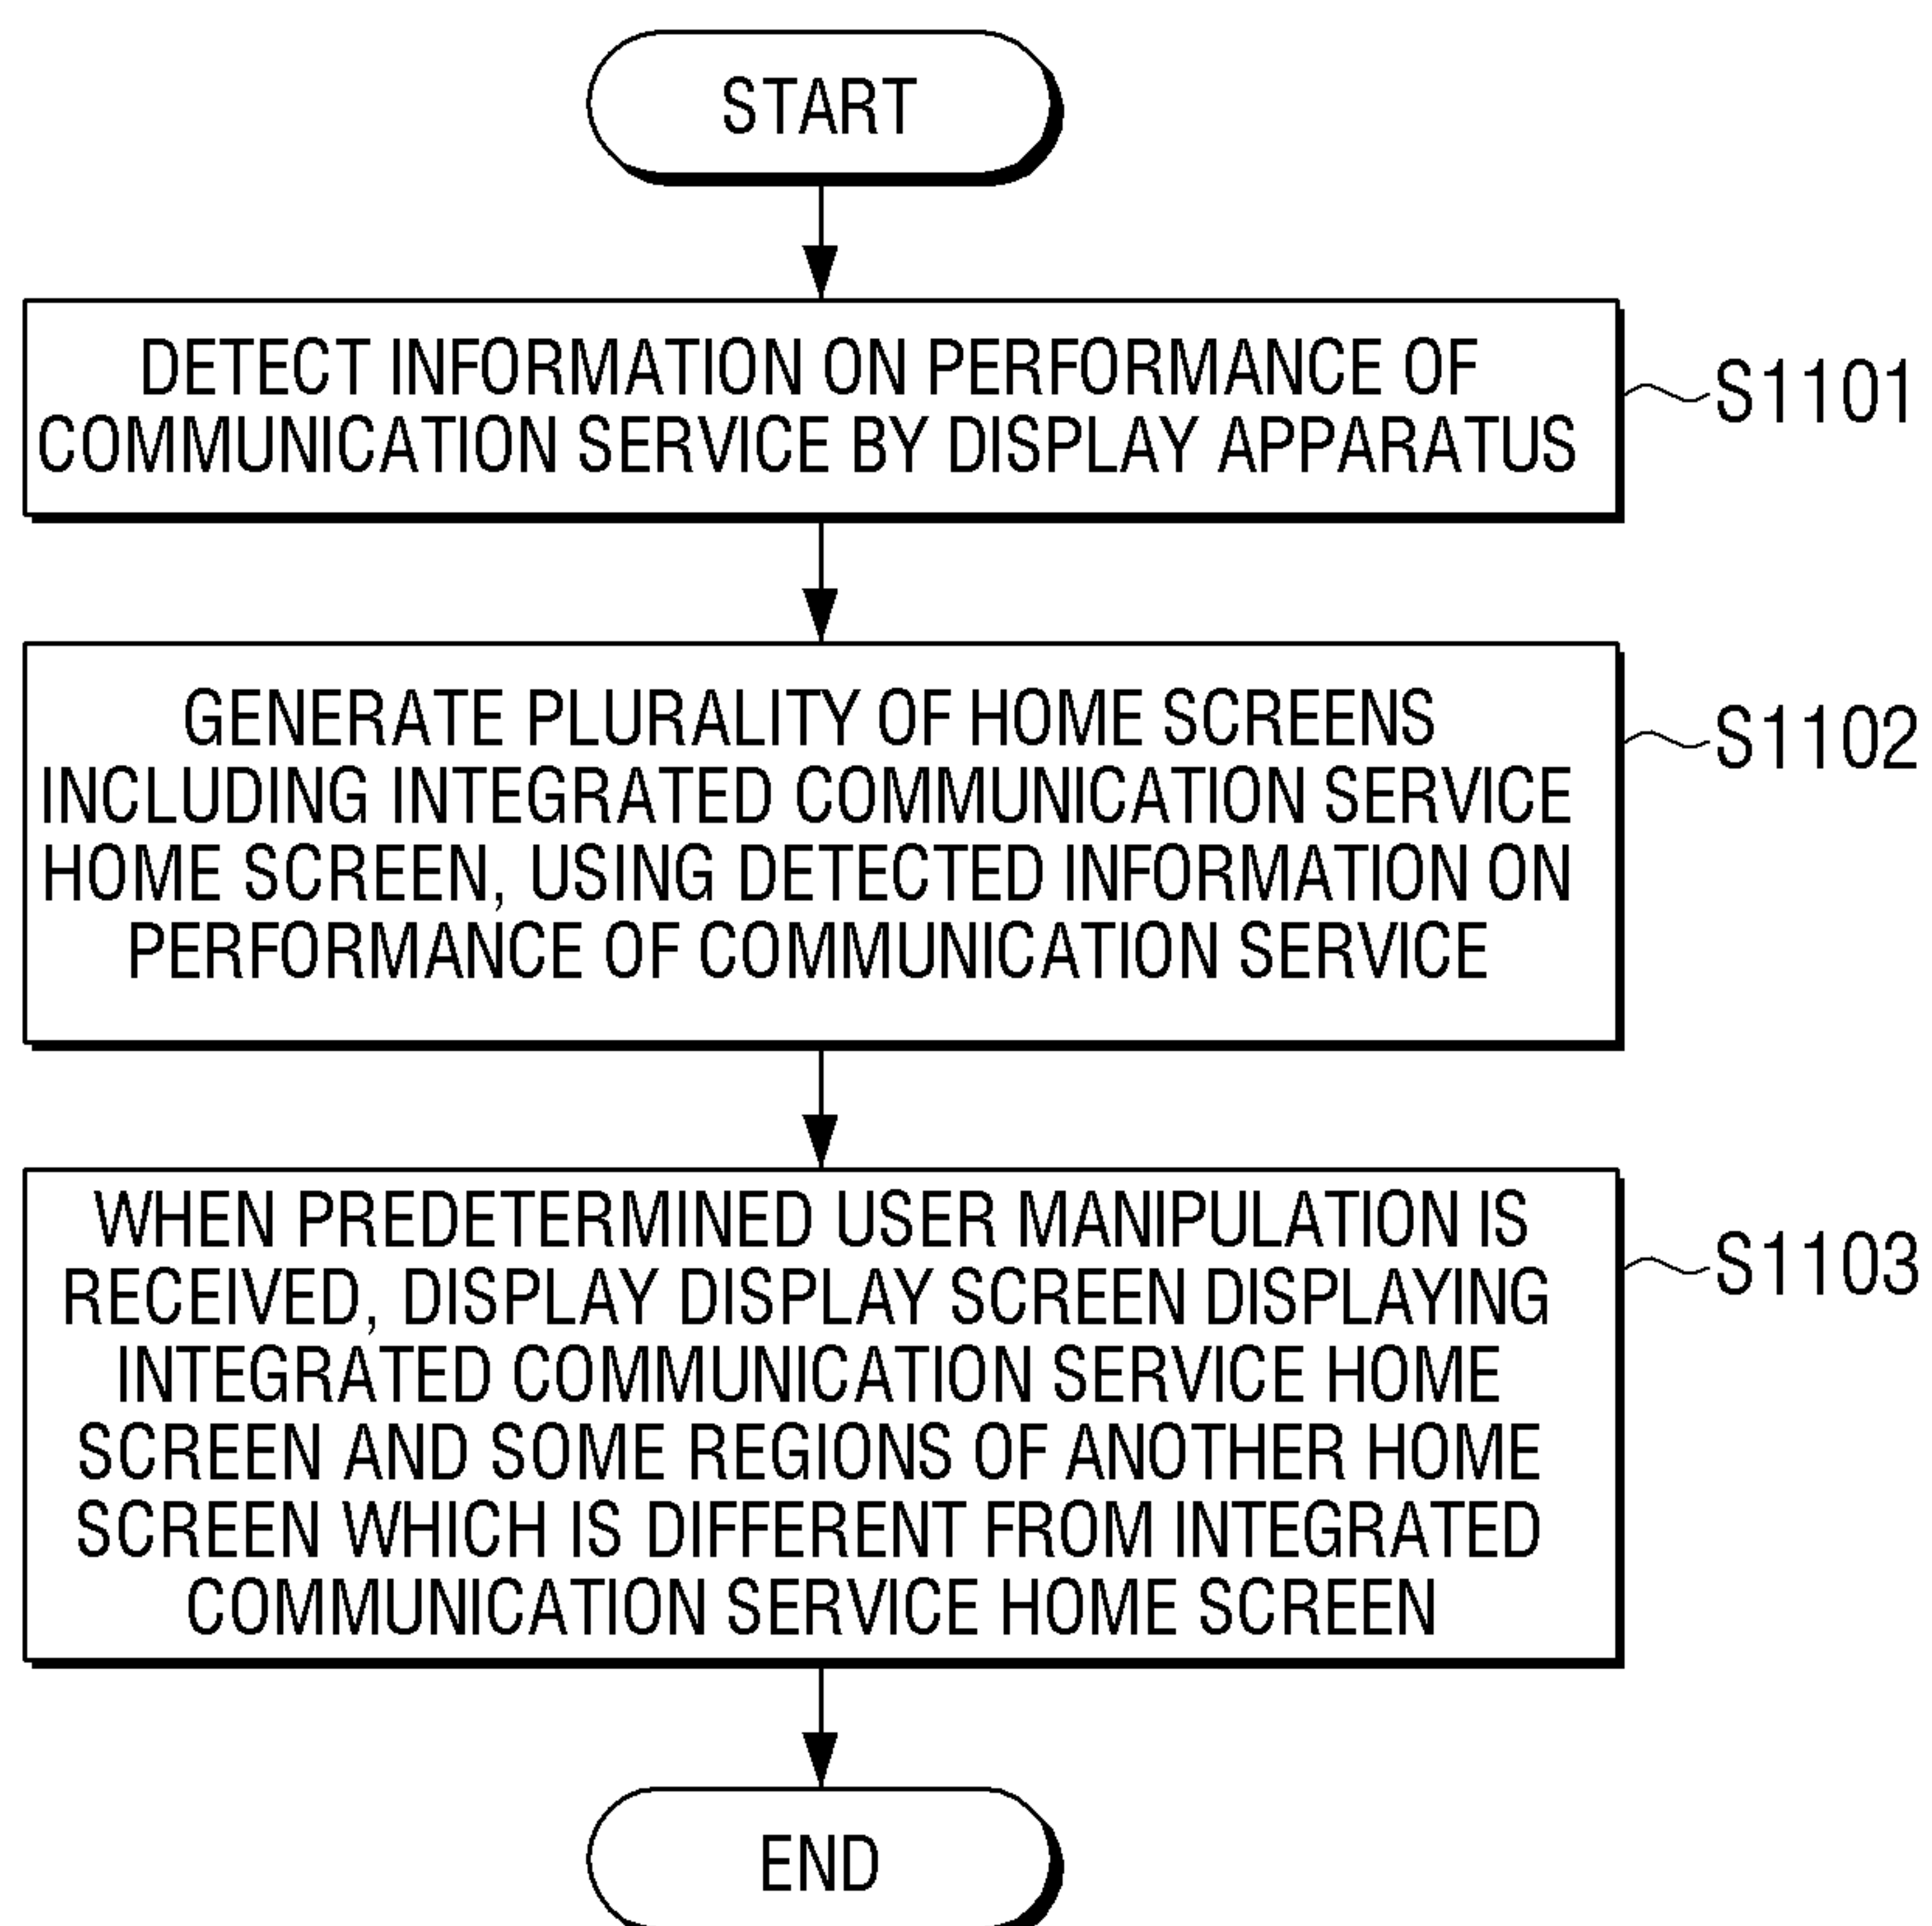 START
DETECT INFORMATION ON PERFORMANCE OF
COMMUNICATION SERVICE BY DISPLAY APPARATUS
S1101
GENERATE PLURALITY OF HOME SCREENS
INCLUDING INTEGRATED COMMUNICATION SERVICE
HOME SCREEN, USING DETECTED INFORMATION ON
PERFORMANCE OF COMMUNICATION SERVICE
S1102
WHEN PREDETERMINED USER MANIPULATION IS
RECEIVED, DISPLAY DISPLAY SCREEN DISPLAYING
INTEGRATED COMMUNICATION SERVICE HOME
SCREEN AND SOME REGIONS OF ANOTHER HOME
SCREEN WHICH IS DIFFERENT FROM INTEGRATED
COMMUNICATION SERVICE HOME SCREEN
S1103
END